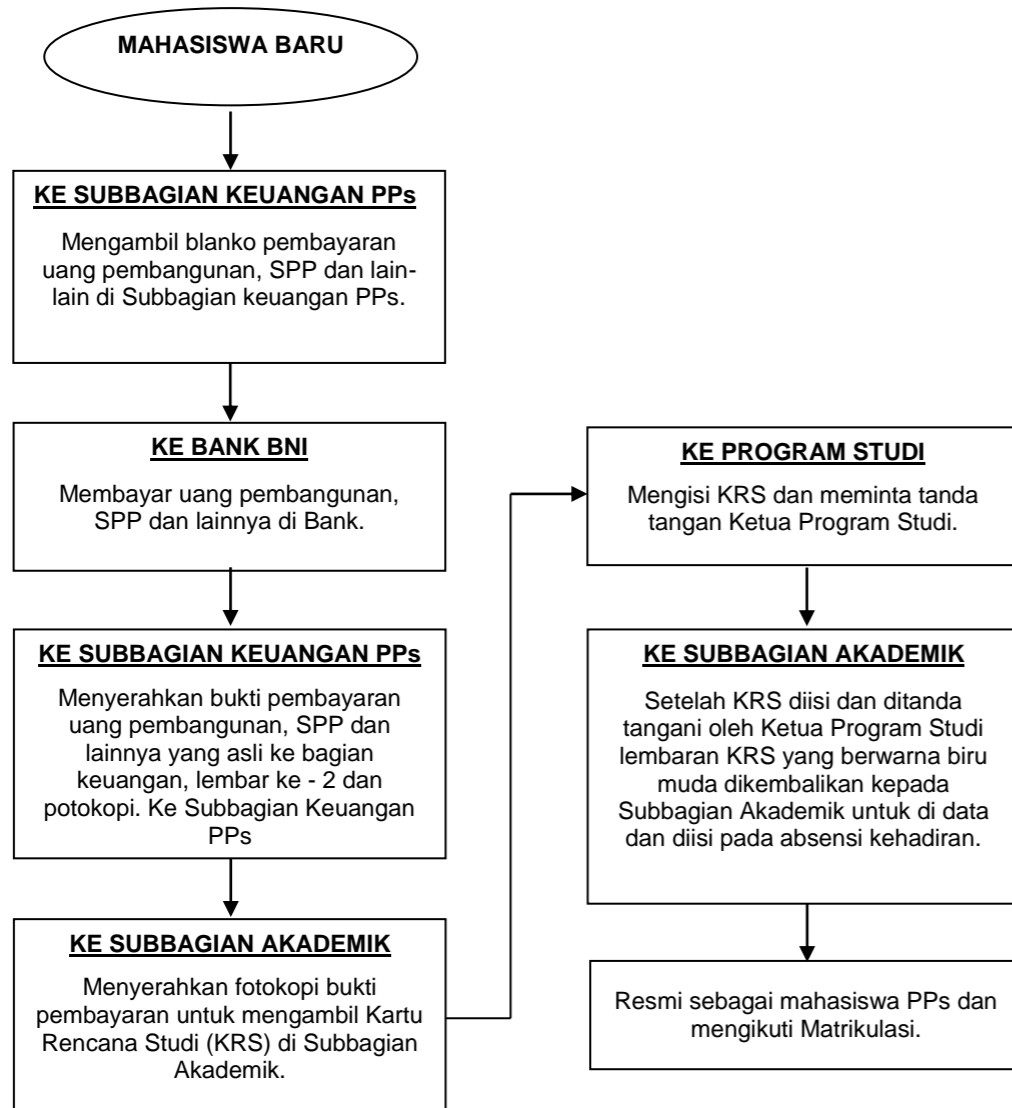 MAHASISWA BARU
KE SUBBAGIAN KEUANGAN PPs
Mengambil blanko pembayaran
uang pembangunan, SPP dan lain-
lain di Subbagian keuangan PPs.
KE BANK BNI
Membayar uang pembangunan,
SPP dan lainnya di Bank.
KE SUBBAGIAN KEUANGAN PPs
Menyerahkan bukti pembayaran
uang pembangunan, SPP dan
lainnya yang asli ke bagian
keuangan, lembar ke - 2 dan
potokopi. Ke Subbagian Keuangan
PPs
KE SUBBAGIAN AKADEMIK
Menyerahkan fotokopi bukti
pembayaran untuk mengambil Kartu
Rencana Studi (KRS) di Subbagian
Akademik.
KE PROGRAM STUDI
Mengisi KRS dan meminta tanda
tangan Ketua Program Studi.
KE SUBBAGIAN AKADEMIK
Setelah KRS diisi dan ditanda
tangani oleh Ketua Program Studi
lembaran KRS yang berwarna biru
muda dikembalikan kepada
Subbagian Akademik untuk di data
dan diisi pada absensi kehadiran.
Resmi sebagai mahasiswa PPs dan
mengikuti Matrikulasi.